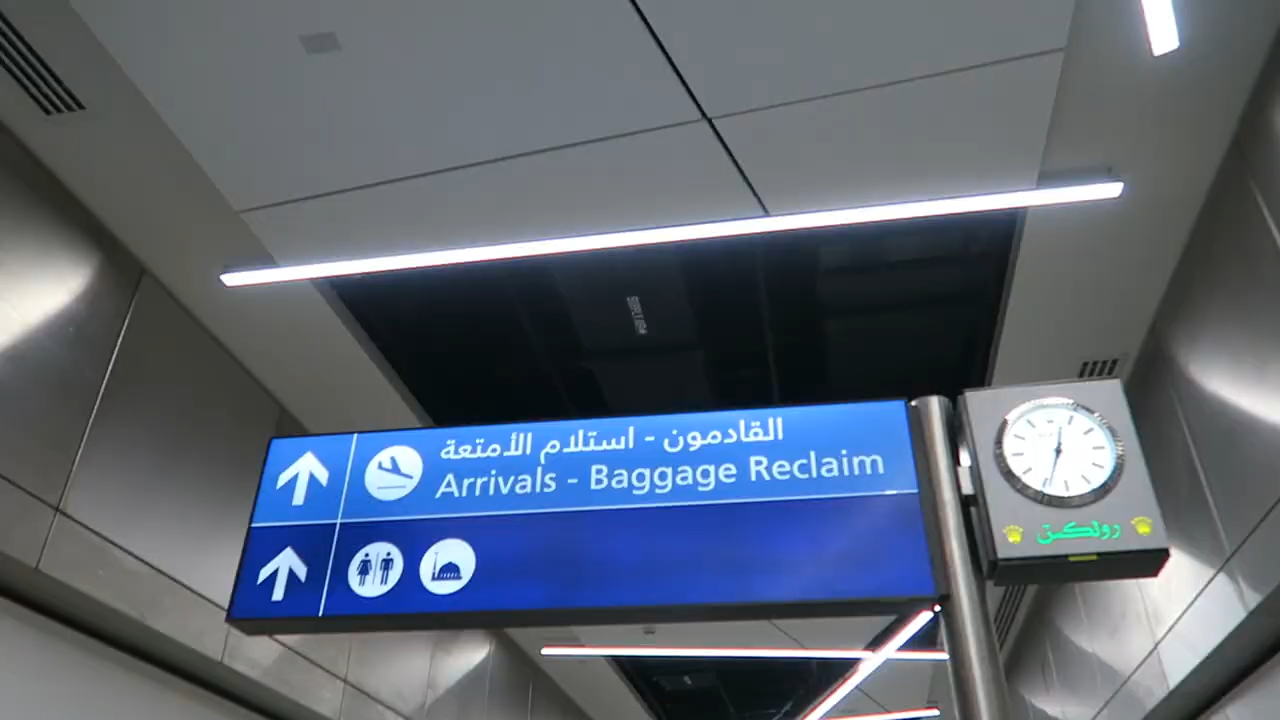 القادمون - استلام الأمتعة
Arrivals - Baggage Reclaim
رولكس